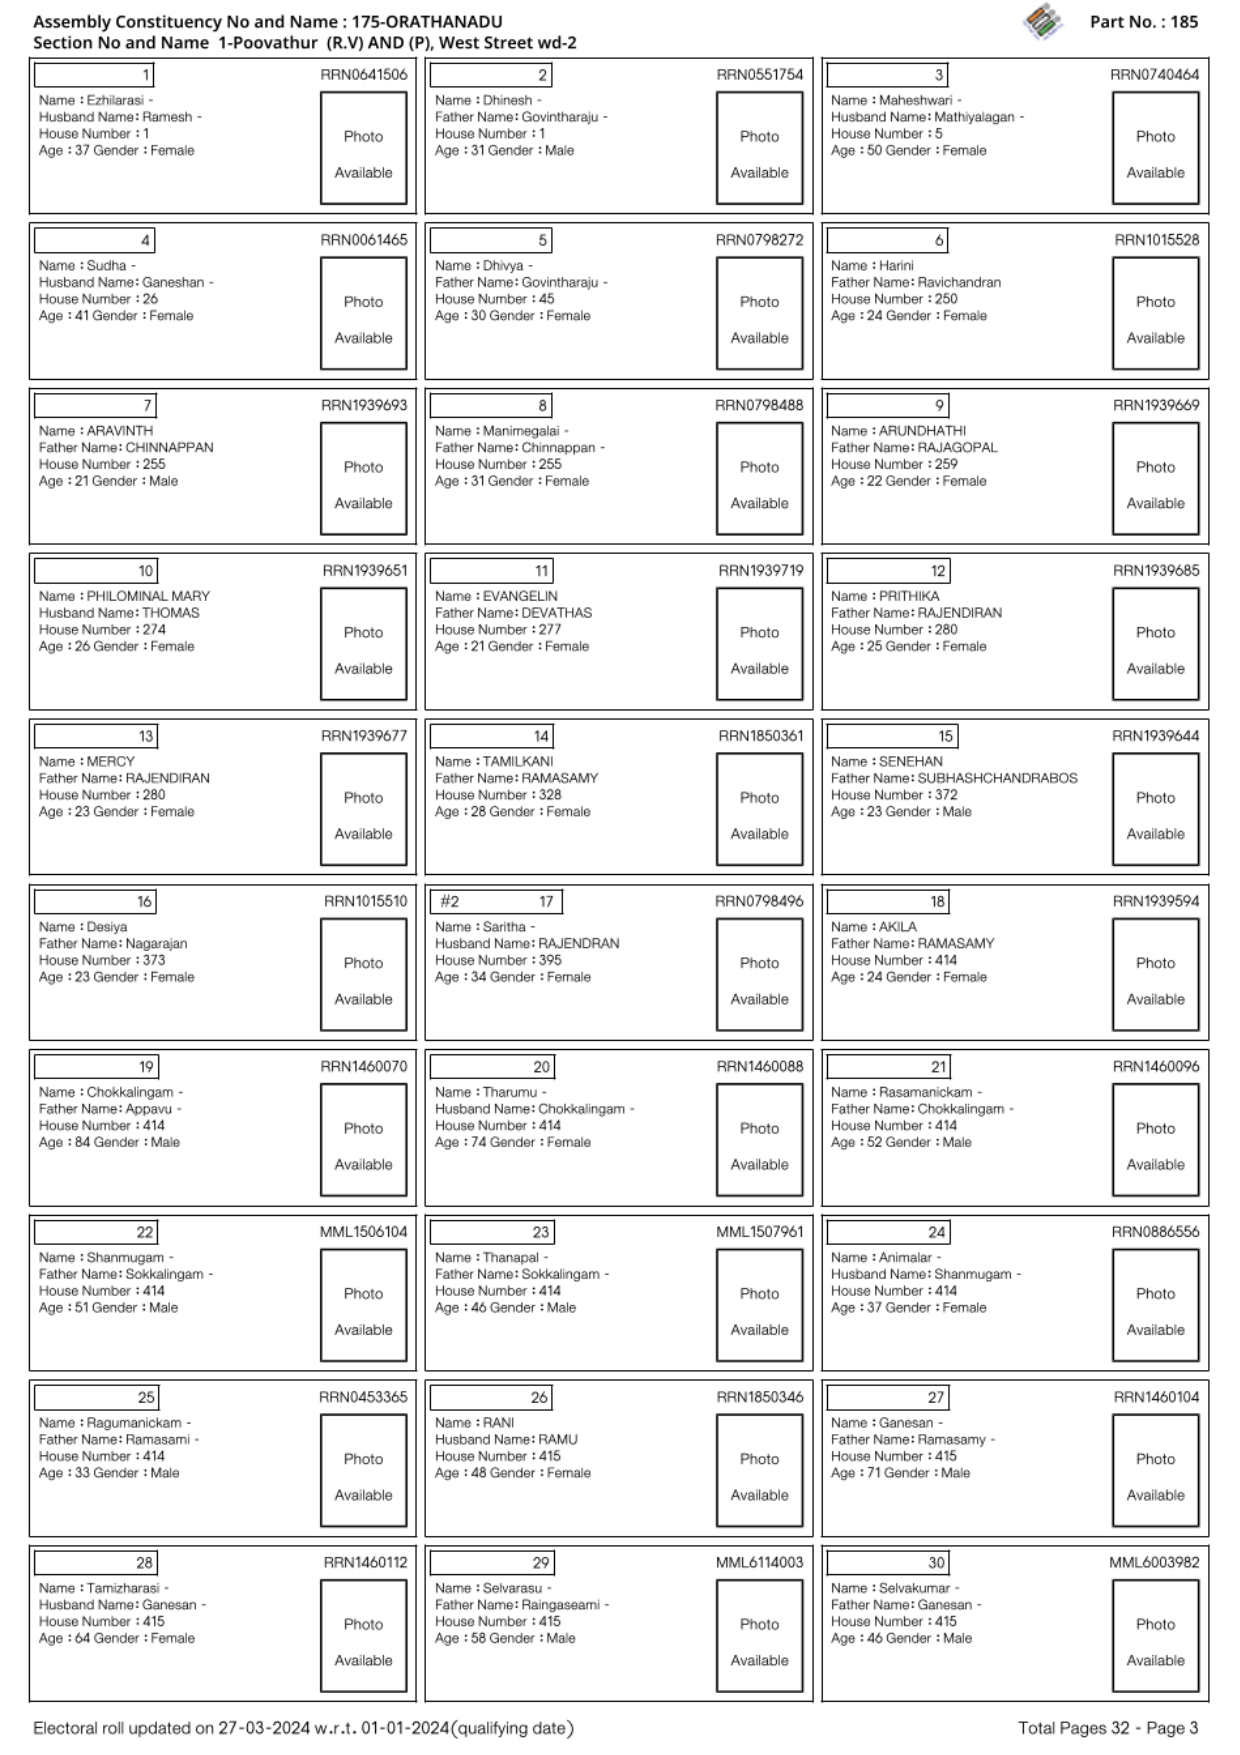 Assembly Constituency No and Name : 175-ORATHANADU
Part No. : 185
Section No and Name 1-Poovathur (R.V) AND (P), West Street wd-2
1 RRN0641506
Name : Ezhilarasi -
Husband Name: Ramesh -
House Number : 1
Age : 37 Gender : Female
Photo
Available
2 RRN0551754
Name : Dhinesh -
Father Name: Govintharaju -
House Number : 1
Age : 31 Gender : Male
Photo
Available
3 RRN0740464
Name : Maheshwari -
Husband Name: Mathiyalagan -
House Number : 5
Age : 50 Gender : Female
Photo
Available
4 RRN0061465
Name : Sudha -
Husband Name: Ganeshan -
House Number : 26
Age : 41 Gender : Female
Photo
Available
5 RRN0798272
Name : Dhivya -
Father Name: Govintharaju -
House Number : 45
Age : 30 Gender : Female
Photo
Available
6 RRN1015528
Name : Harini
Father Name: Ravichandran
House Number : 250
Age : 24 Gender : Female
Photo
Available
7 RRN1939693
Name : ARAVINTH
Father Name: CHINNAPPAN
House Number : 255
Age : 21 Gender : Male
Photo
Available
8 RRN0798488
Name : Manimegalai -
Father Name: Chinnappan -
House Number : 255
Age : 31 Gender : Female
Photo
Available
9 RRN1939669
Name : ARUNDHATHI
Father Name: RAJAGOPAL
House Number : 259
Age : 22 Gender : Female
Photo
Available
10 RRN1939651
Name : PHILOMINAL MARY
Husband Name: THOMAS
House Number : 274
Age : 26 Gender : Female
Photo
Available
11 RRN1939719
Name : EVANGELIN
Father Name: DEVATHAS
House Number : 277
Age : 21 Gender : Female
Photo
Available
12 RRN1939685
Name : PRITHIKA
Father Name: RAJENDIRAN
House Number : 280
Age : 25 Gender : Female
Photo
Available
13 RRN1939677
Name : MERCY
Father Name: RAJENDIRAN
House Number : 280
Age : 23 Gender : Female
Photo
Available
14 RRN1850361
Name : TAMILKANI
Father Name: RAMASAMY
House Number : 328
Age : 28 Gender : Female
Photo
Available
15 RRN1939644
Name : SENEHAN
Father Name: SUBHASHCHANDRABOS
House Number : 372
Age : 23 Gender : Male
Photo
Available
16 RRN1015510
Name : Desiya
Father Name: Nagarajan
House Number : 373
Age : 23 Gender : Female
Photo
Available
#2 17 RRN0798496
Name : Saritha -
Husband Name: RAJENDRAN
House Number : 395
Age : 34 Gender : Female
Photo
Available
18 RRN1939594
Name : AKILA
Father Name: RAMASAMY
House Number : 414
Age : 24 Gender : Female
Photo
Available
19 RRN1460070
Name : Chokkalingam -
Father Name: Appavu -
House Number : 414
Age : 84 Gender : Male
Photo
Available
20 RRN1460088
Name : Tharumu -
Husband Name: Chokkalingam -
House Number : 414
Age : 74 Gender : Female
Photo
Available
21 RRN1460096
Name : Rasamanickam -
Father Name: Chokkalingam -
House Number : 414
Age : 52 Gender : Male
Photo
Available
22 MML1506104
Name : Shanmugam -
Father Name: Sokkalingam -
House Number : 414
Age : 51 Gender : Male
Photo
Available
23 MML1507961
Name : Thanapal -
Father Name: Sokkalingam -
House Number : 414
Age : 46 Gender : Male
Photo
Available
24 RRN0886556
Name : Animalar -
Husband Name: Shanmugam -
House Number : 414
Age : 37 Gender : Female
Photo
Available
25 RRN0453365
Name : Ragumanickam -
Father Name: Ramasami -
House Number : 414
Age : 33 Gender : Male
Photo
Available
26 RRN1850346
Name : RANI
Husband Name: RAMU
House Number : 415
Age : 48 Gender : Female
Photo
Available
27 RRN1460104
Name : Ganesan -
Father Name: Ramasamy -
House Number : 415
Age : 71 Gender : Male
Photo
Available
28 RRN1460112
Name : Tamizharasi -
Husband Name: Ganesan -
House Number : 415
Age : 64 Gender : Female
Photo
Available
29 MML6114003
Name : Selvarasu -
Father Name: Raingaseami -
House Number : 415
Age : 58 Gender : Male
Photo
Available
30 MML6003982
Name : Selvakumar -
Father Name: Ganesan -
House Number : 415
Age : 46 Gender : Male
Photo
Available
Electoral roll updated on 27-03-2024 w.r.t. 01-01-2024(qualifying date)
Total Pages 32 - Page 3